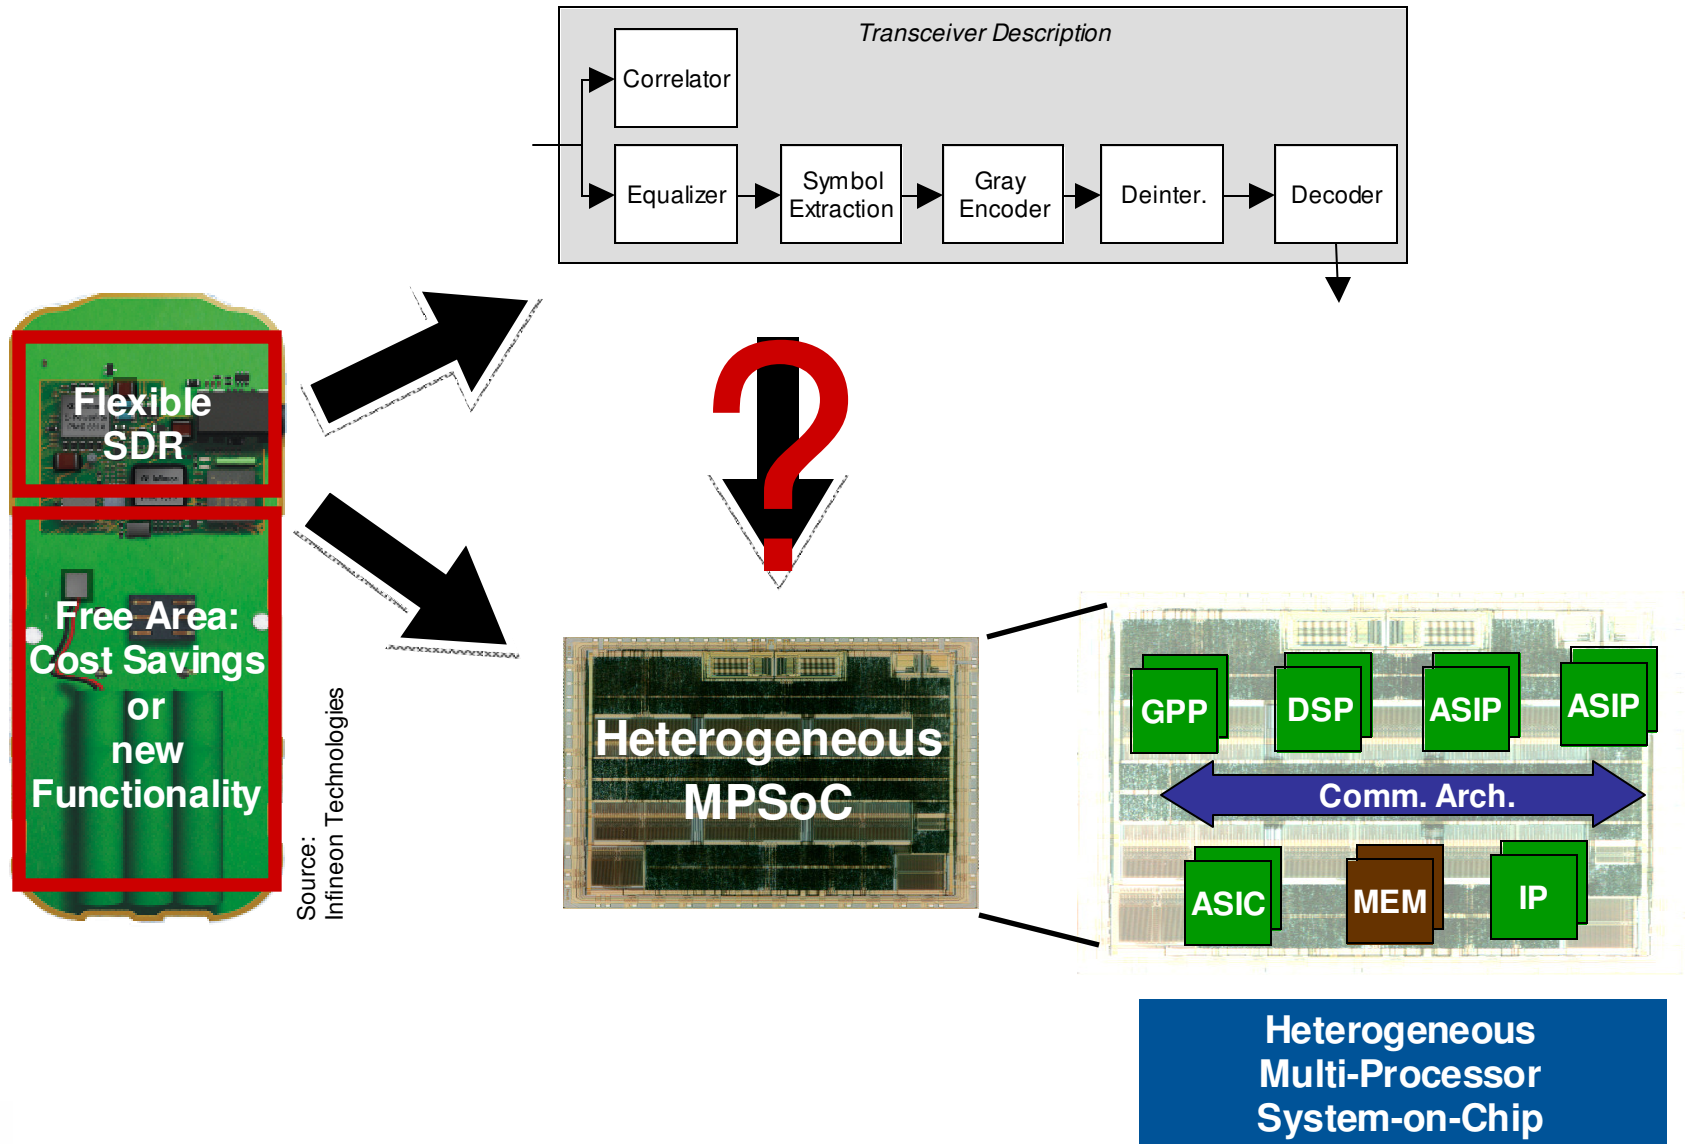 Transceiver Description
Correlator
Equalizer
Symbol
Extraction
Gray
Encoder
Deinter.
Decoder
Flexible
SDR
Free Area:
Cost Savings
or
new
Functionality
Source:
Infineon Technologies
?
Heterogeneous
MPSoC
GPP
DSP
ASIP
ASIP
Comm. Arch.
ASIC
MEM
IP
Heterogeneous
Multi-Processor
System-on-Chip